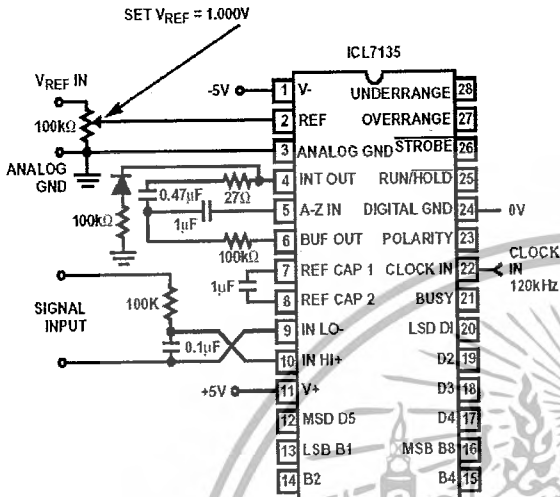 SET VREF = 1.000V
ICL7135
VREF IN
-5V
1 V-
UNDERRANGE 28
100kΩ
2 REF
OVERRANGE 27
ANALOG GND
3 ANALOG GND
STROBE 26
0.47µF
27Ω
4 INT OUT
RUN/HOLD 25
1µF
5 A-Z IN
DIGITAL GND 24
0V
100kΩ
100kΩ
6 BUF OUT
POLARITY 23
7 REF CAP 1
CLOCK IN 22
CLOCK IN 120kHz
1µF
8 REF CAP 2
BUSY 21
SIGNAL INPUT
100K
9 IN LO-
LSD DI 20
0.1µF
10 IN HI+
D2 19
+5V
11 V+
D3 18
12 MSD D5
D4 17
13 LSB B1
MSB B8 16
14 B2
B4 15